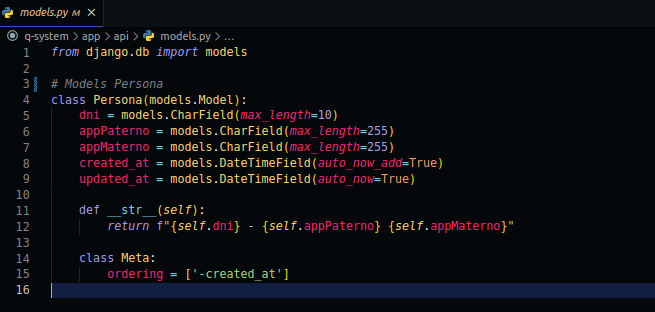 models.py M ×
q-system > app > api > models.py > ...
1 from django.db import models
2
3 # Models Persona
4 class Persona(models.Model):
5     dni = models.CharField(max_length=10)
6     appPaterno = models.CharField(max_length=255)
7     appMaterno = models.CharField(max_length=255)
8     created_at = models.DateTimeField(auto_now_add=True)
9     updated_at = models.DateTimeField(auto_now=True)
10
11     def __str__(self):
12         return f"{self.dni} - {self.appPaterno} {self.appMaterno}"
13
14     class Meta:
15         ordering = ['-created_at']
16